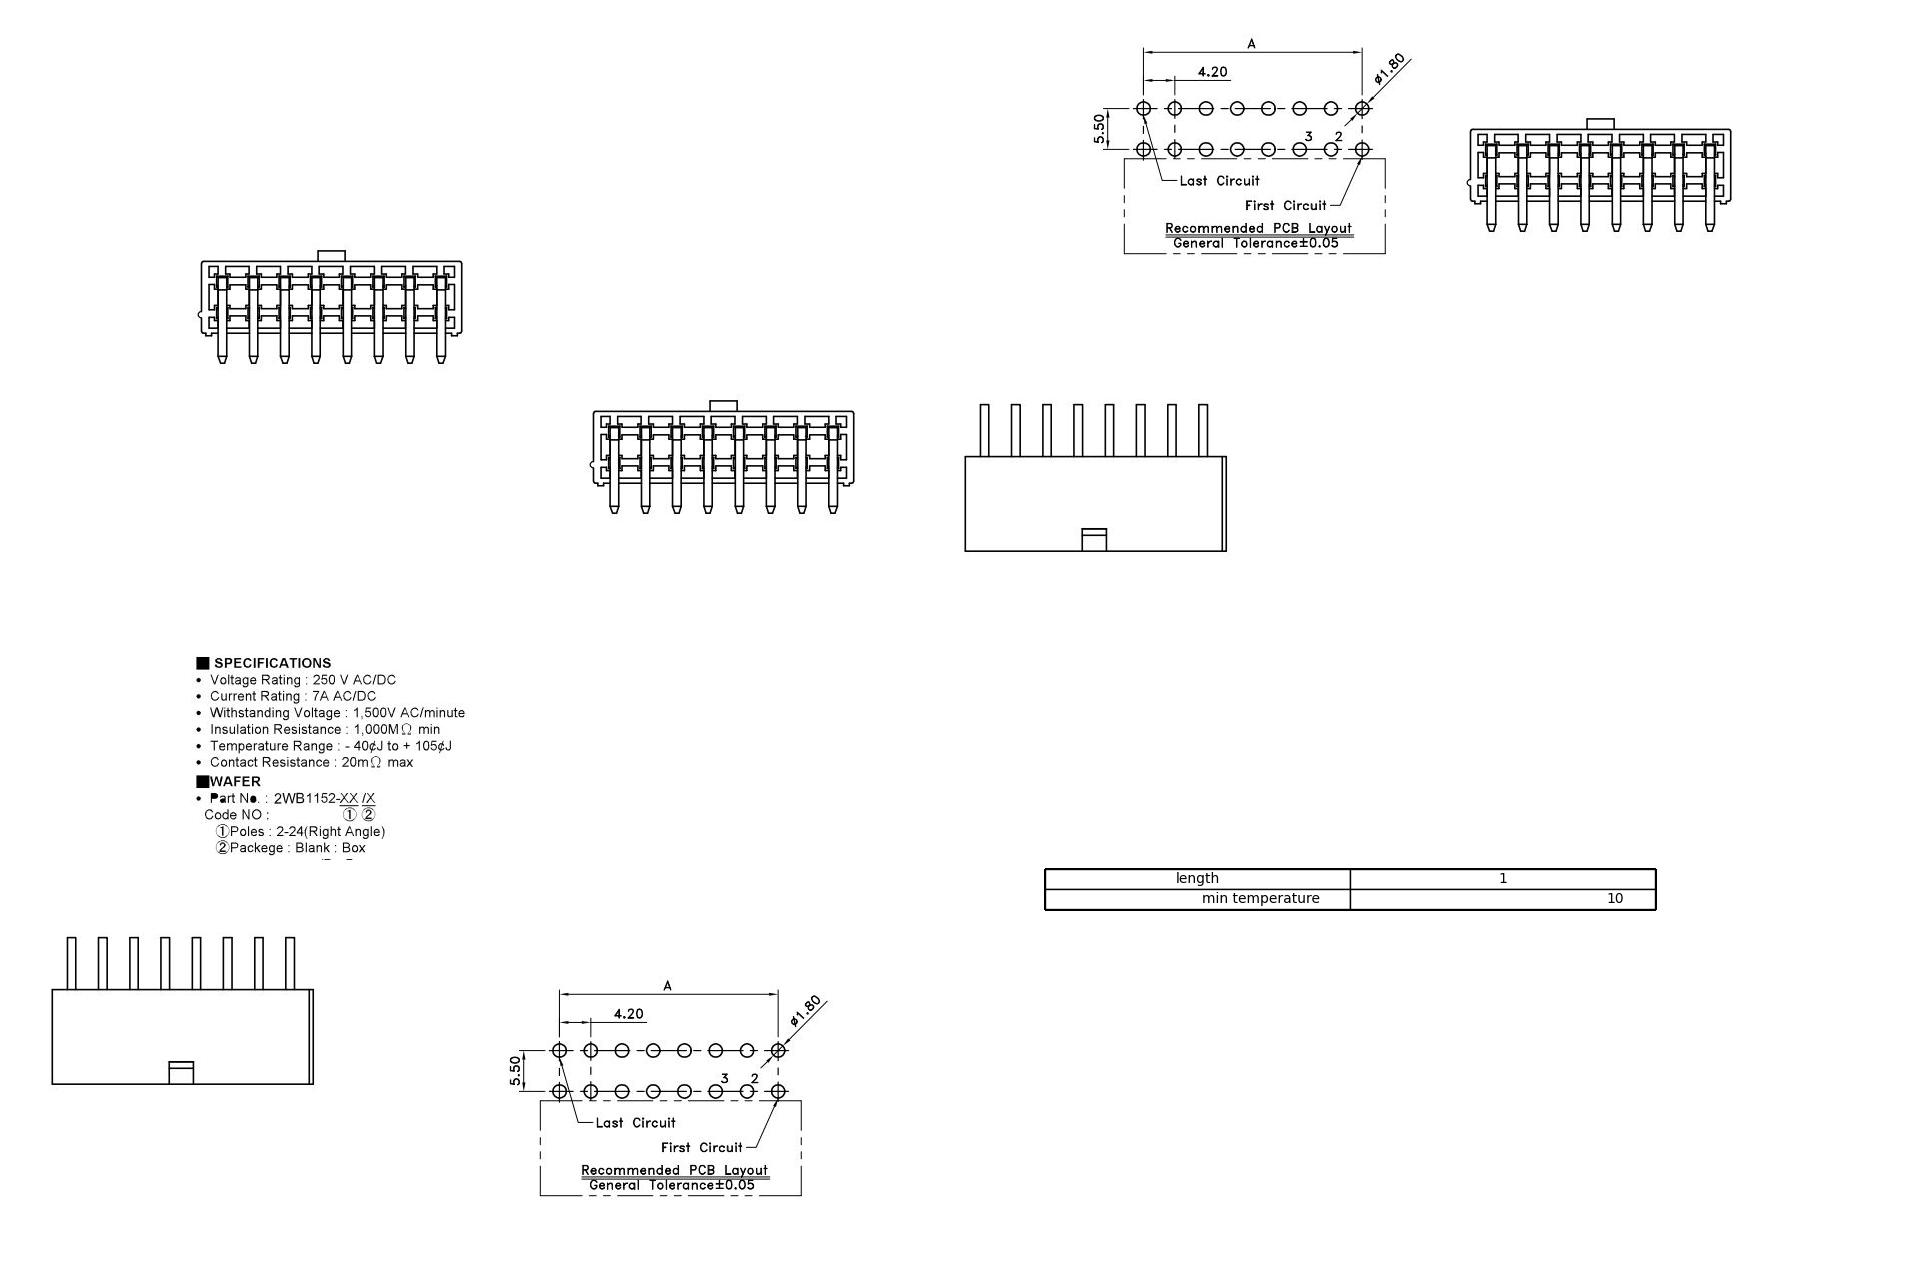 A
4.20
ø1.80
5.50
3 2
Last Circuit
First Circuit
Recommended PCB Layout
General Tolerance±0.05
■ SPECIFICATIONS
• Voltage Rating : 250 V AC/DC
• Current Rating : 7A AC/DC
• Withstanding Voltage : 1,500V AC/minute
• Insulation Resistance : 1,000MΩ min
• Temperature Range : - 40¢J to + 105¢J
• Contact Resistance : 20mΩ max
■WAFER
• Part No. : 2WB1152-XX /X
Code NO : ① ②
①Poles : 2-24(Right Angle)
②Packege : Blank : Box
length 1
min temperature 10
A
4.20
ø1.80
5.50
3 2
Last Circuit
First Circuit
Recommended PCB Layout
General Tolerance±0.05